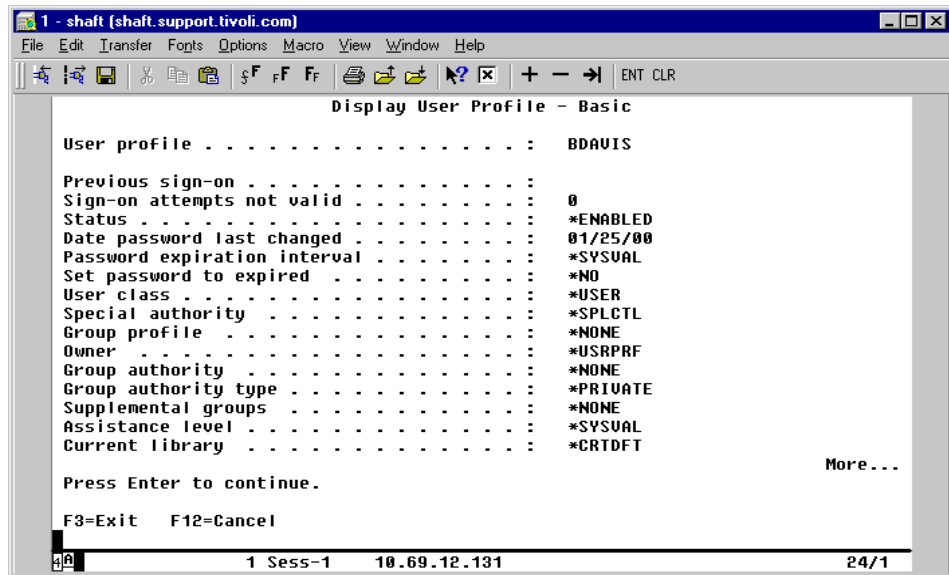 1 - shaft (shaft.support.tivoli.com)
File Edit Transfer Fonts Options Macro View Window Help
ENT CLR
Display User Profile - Basic
User profile . . . . . . . . . . . . . . . : BDAVIS
Previous sign-on . . . . . . . . . . . . . :
Sign-on attempts not valid . . . . . . . . : 0
Status . . . . . . . . . . . . . . . . . . : *ENABLED
Date password last changed . . . . . . . . : 01/25/00
Password expiration interval . . . . . . . : *SYSVAL
Set password to expired . . . . . . . . . : *NO
User class . . . . . . . . . . . . . . . . : *USER
Special authority . . . . . . . . . . . . : *SPLCTL
Group profile . . . . . . . . . . . . . . : *NONE
Owner . . . . . . . . . . . . . . . . . . : *USRPRF
Group authority . . . . . . . . . . . . . : *NONE
Group authority type . . . . . . . . . . . : *PRIVATE
Supplemental groups . . . . . . . . . . . : *NONE
Assistance level . . . . . . . . . . . . . : *SYSVAL
Current library . . . . . . . . . . . . . : *CRTDFT
More...
Press Enter to continue.
F3=Exit F12=Cancel
4A 1 Sess-1 10.69.12.131 24/1